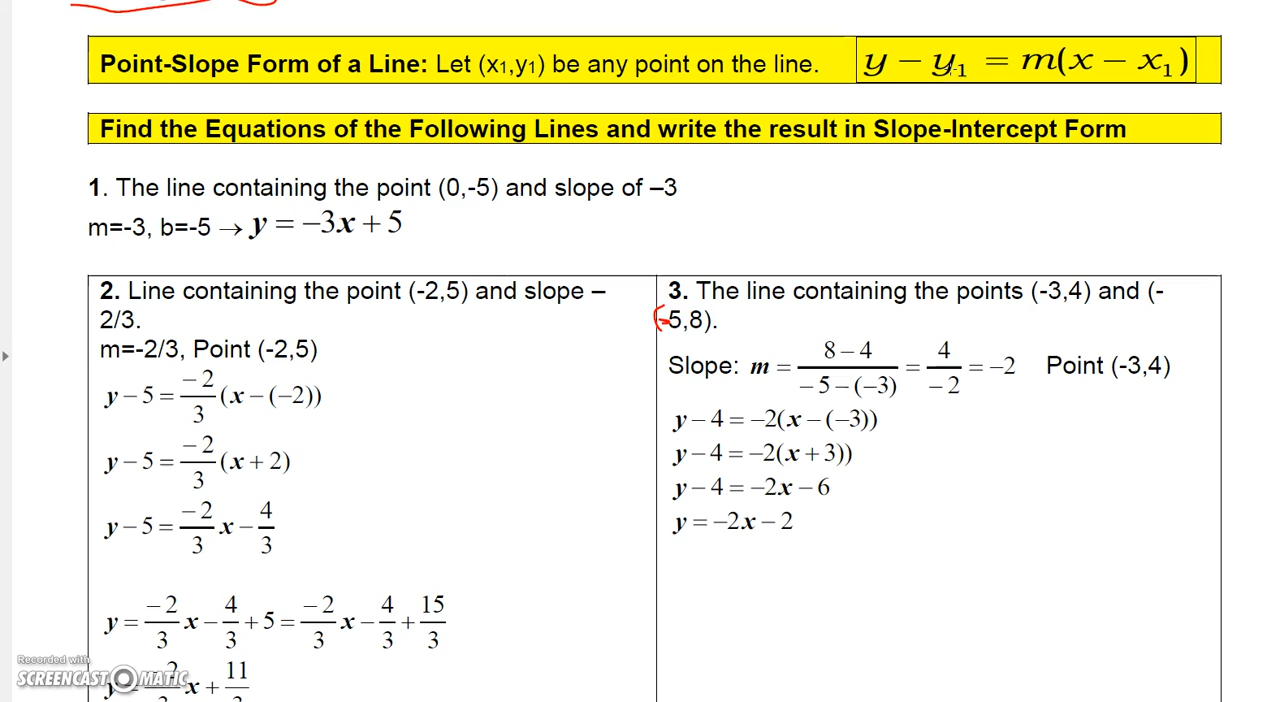 Point-Slope Form of a Line: Let (x₁,y₁) be any point on the line. y − y₁ = m(x − x₁)
Find the Equations of the Following Lines and write the result in Slope-Intercept Form
1. The line containing the point (0,-5) and slope of –3
m=-3, b=-5 → y = −3x + 5
2. Line containing the point (-2,5) and slope –
2/3.
m=-2/3, Point (-2,5)
y − 5 = −2/3 (x − (−2))
y − 5 = −2/3 (x + 2)
y − 5 = −2/3 x − 4/3
y = −2/3 x − 4/3 + 5 = −2/3 x − 4/3 + 15/3
x + 11
3. The line containing the points (-3,4) and (-
(-5,8).
Slope: m = 8 − 4 / −5 − (−3) = 4 / −2 = −2 Point (-3,4)
y − 4 = −2(x − (−3))
y − 4 = −2(x + 3))
y − 4 = −2x − 6
y = −2x − 2
Recorded with
SCREENCAST MATIC